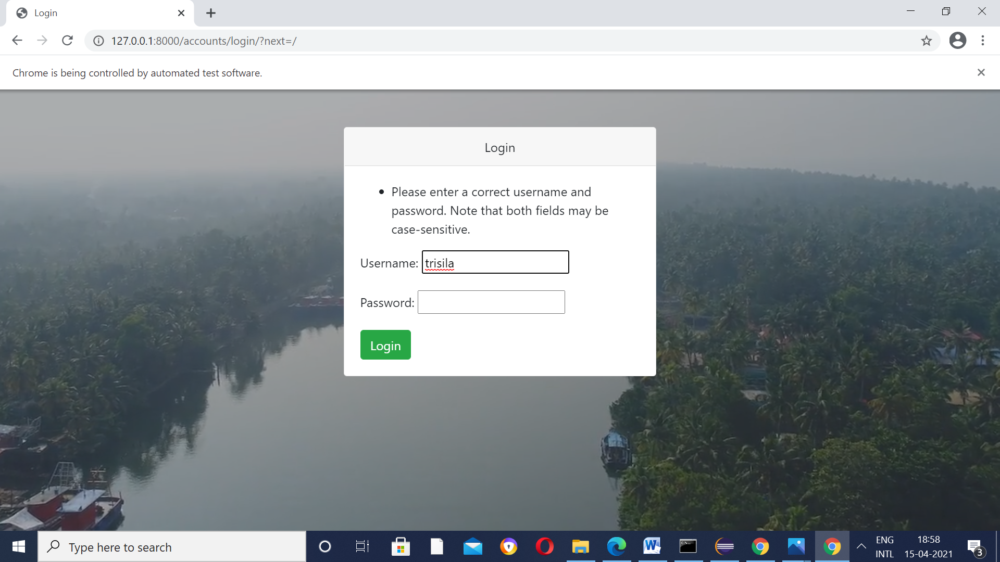 Login
127.0.0.1:8000/accounts/login/?next=/
Chrome is being controlled by automated test software.
Login
Please enter a correct username and
password. Note that both fields may be
case-sensitive.
Username: trisila
Password:
Login
Type here to search
ENG
INTL
18:58
15-04-2021
3